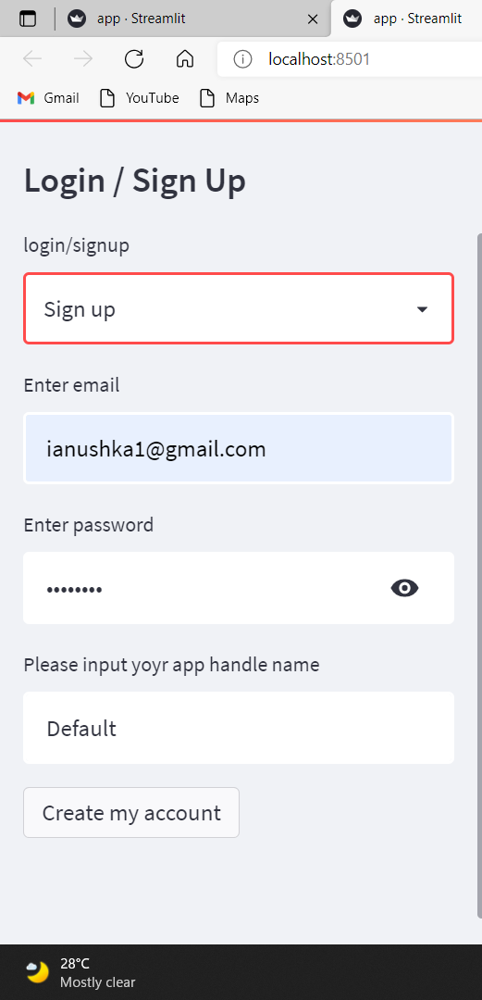 app · Streamlit
app · Streamlit
localhost:8501
Gmail YouTube Maps
Login / Sign Up
login/signup
Sign up
Enter email
ianushka1@gmail.com
Enter password
••••••••
Please input yoyr app handle name
Default
Create my account
28°C
Mostly clear